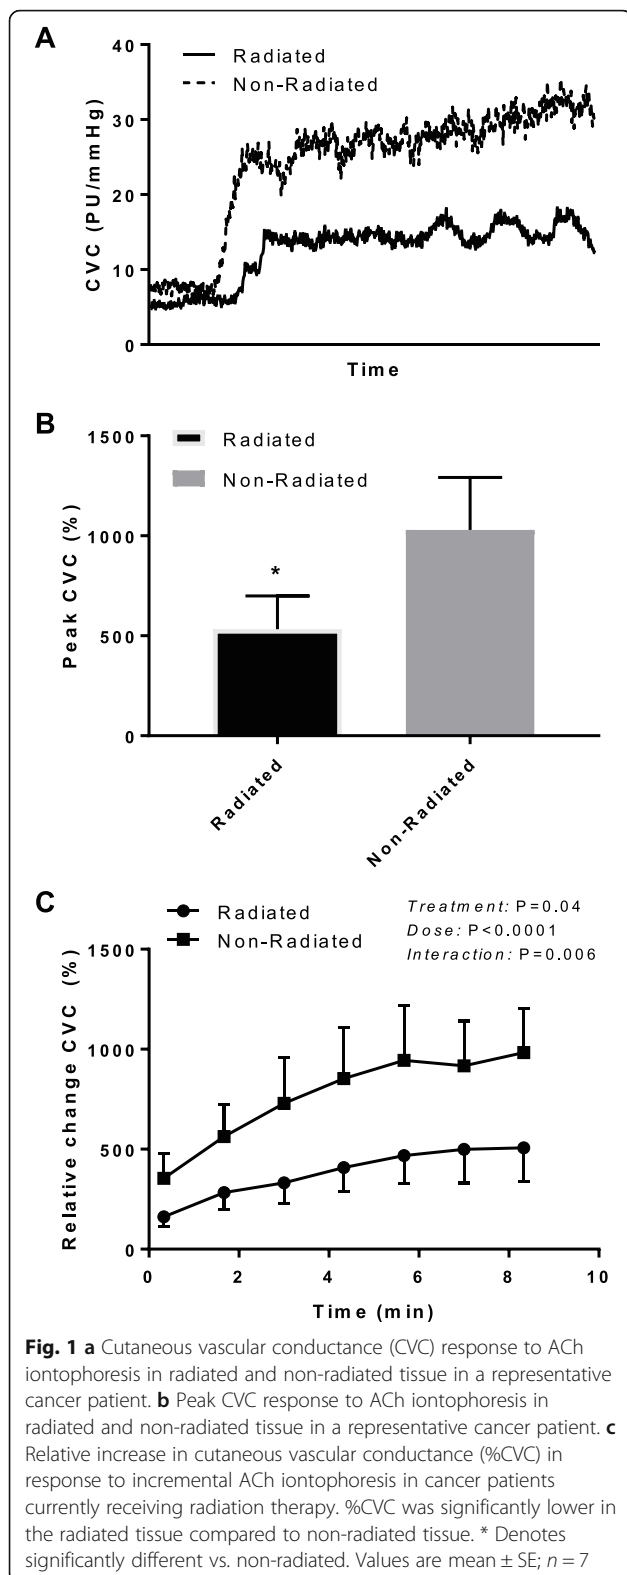 A
Radiated
Non-Radiated
CVC (PU/mmHg)
40
30
20
10
0
Time
B
Radiated
Non-Radiated
Peak CVC (%)
1500
1000
500
0
*
Radiated
Non-Radiated
C
Radiated
Non-Radiated
Treatment: P=0.04
Dose: P<0.0001
Interaction: P=0.006
Relative change CVC (%)
1500
1000
500
0
0 2 4 6 8 10
Time (min)
Fig. 1 a Cutaneous vascular conductance (CVC) response to ACh
iontophoresis in radiated and non-radiated tissue in a representative
cancer patient. b Peak CVC response to ACh iontophoresis in
radiated and non-radiated tissue in a representative cancer patient. c
Relative increase in cutaneous vascular conductance (%CVC) in
response to incremental ACh iontophoresis in cancer patients
currently receiving radiation therapy. %CVC was significantly lower in
the radiated tissue compared to non-radiated tissue. * Denotes
significantly different vs. non-radiated. Values are mean ± SE; n = 7